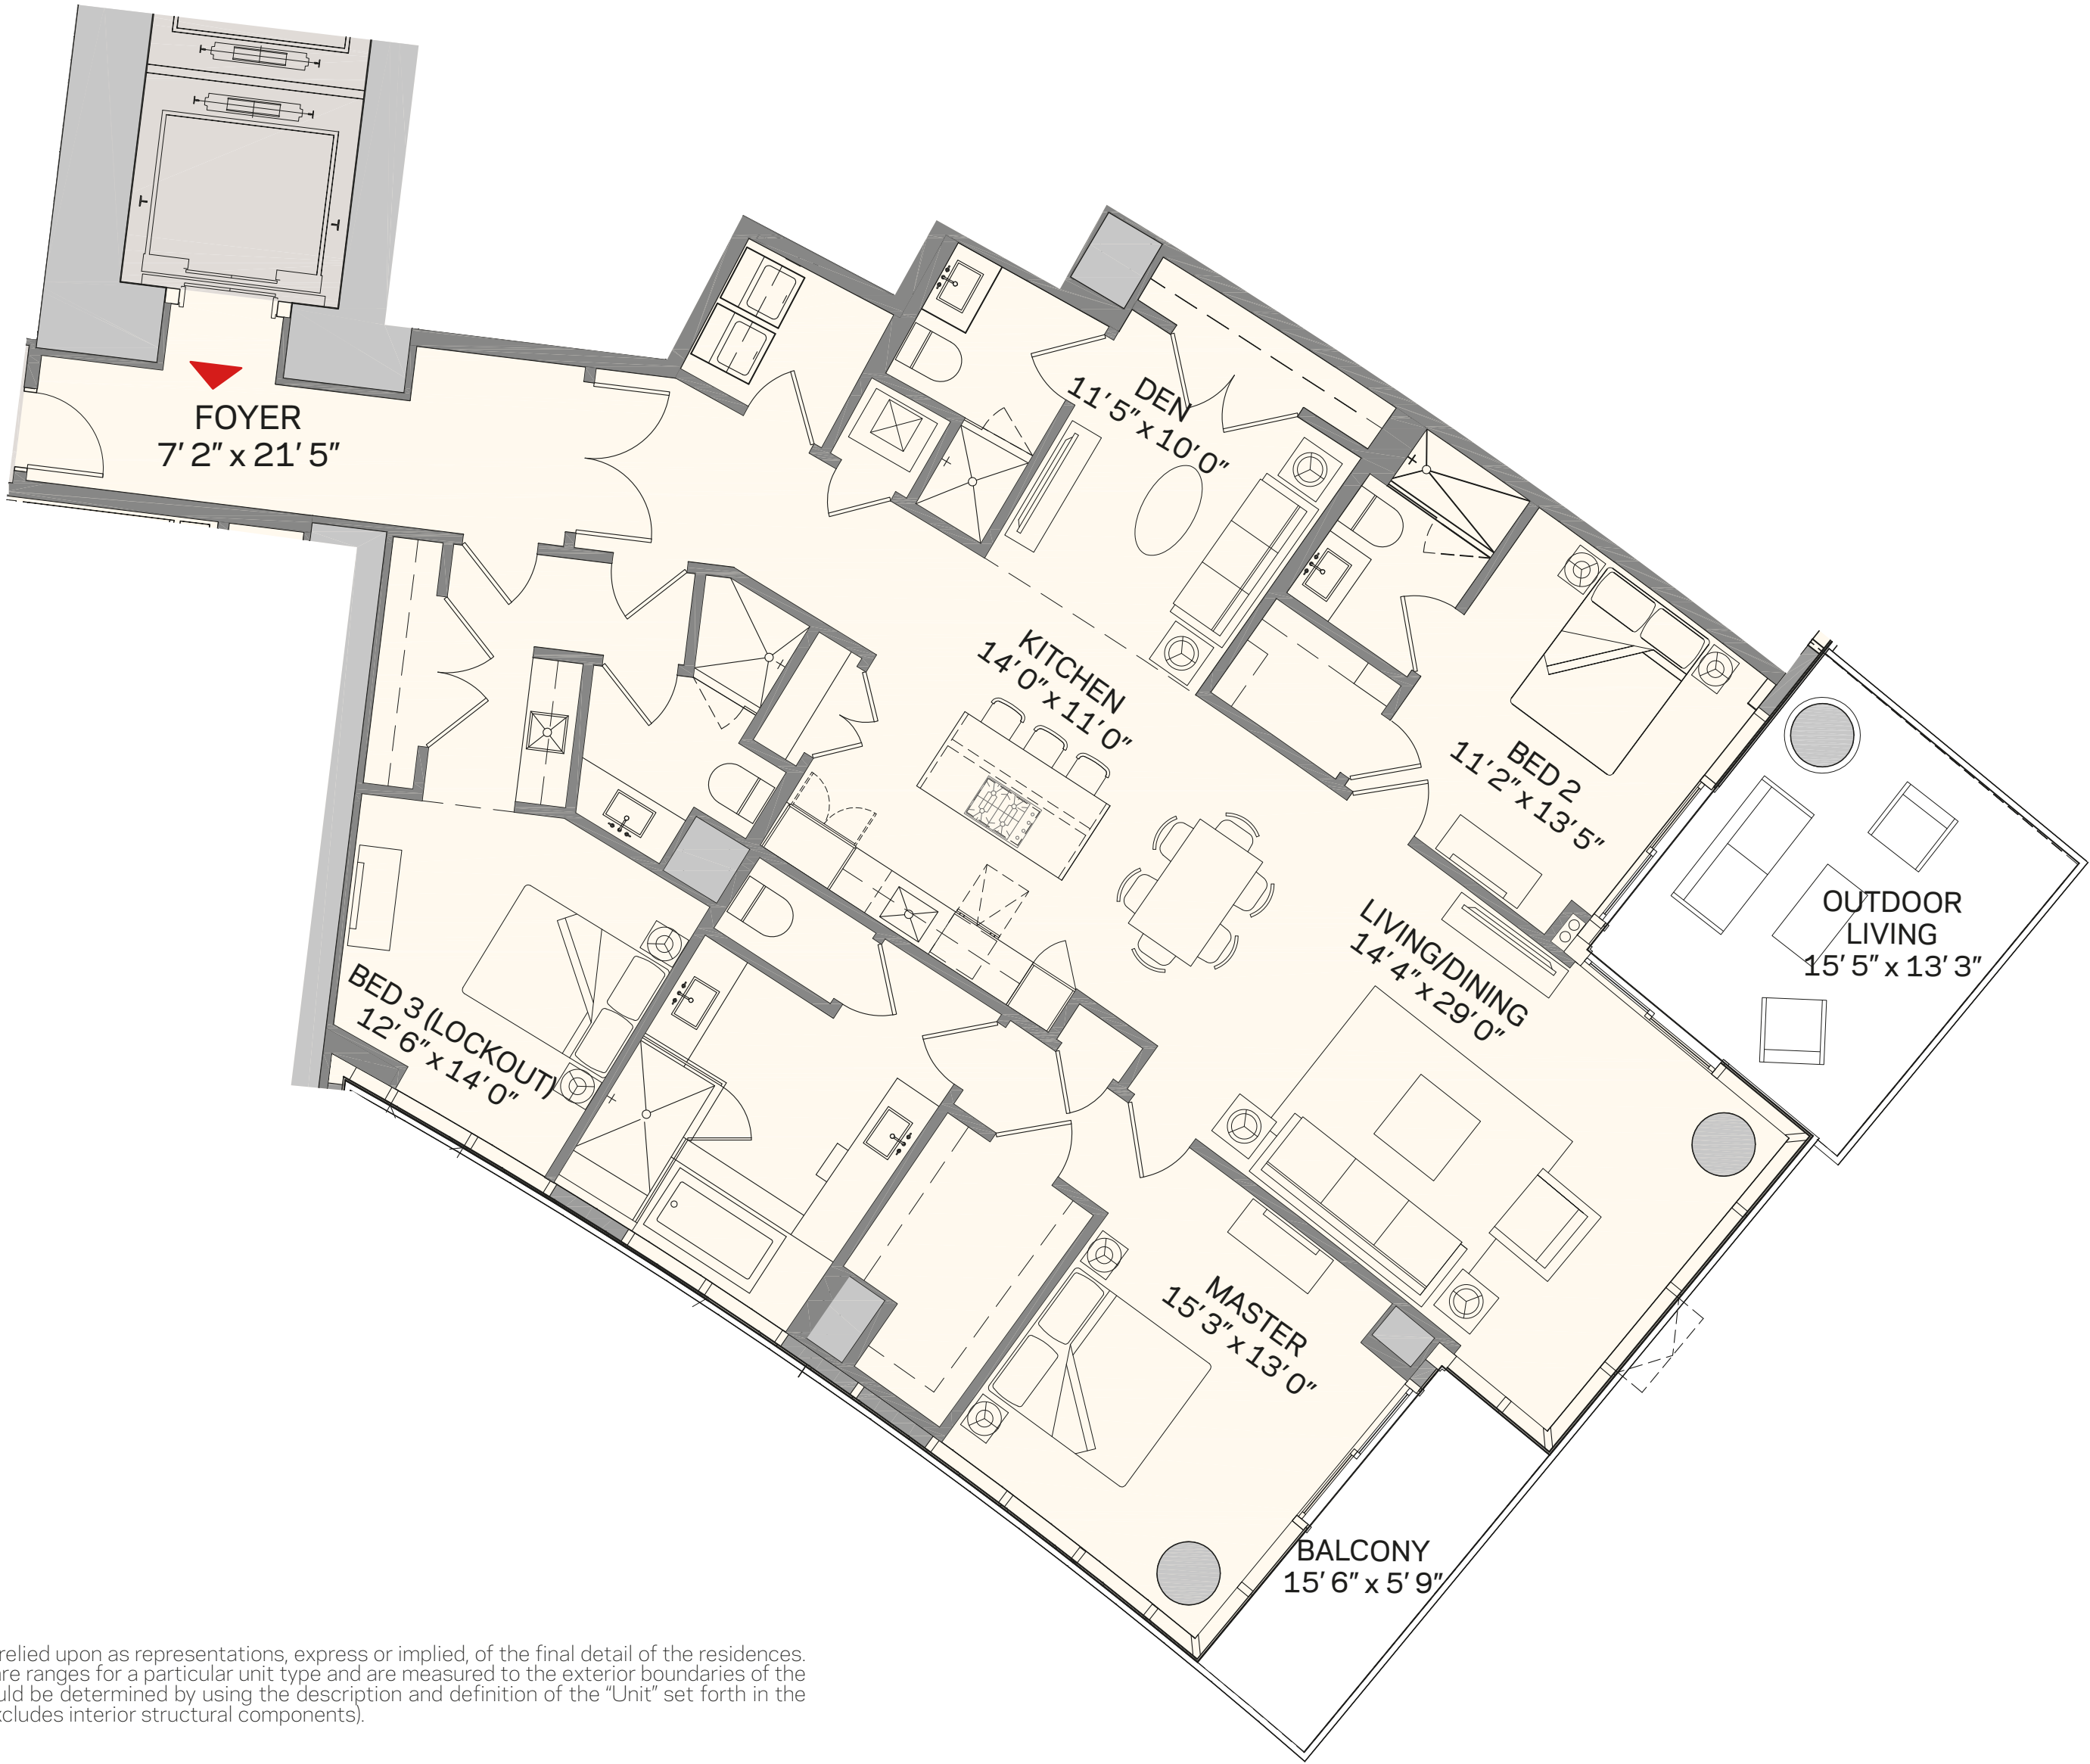 FOYER
7' 2" x 21' 5"
DEN
11' 5" x 10' 0"
KITCHEN
14' 0" x 11' 0"
BED 2
11' 2" x 13' 5"
OUTDOOR
LIVING
15' 5" x 13' 3"
LIVING/DINING
14' 4" x 29' 0"
BED 3 (LOCKOUT)
12' 6" x 14' 0"
MASTER
15' 3" x 13' 0"
BALCONY
15' 6" x 5' 9"
relied upon as representations, express or implied, of the final detail of the residences.
are ranges for a particular unit type and are measured to the exterior boundaries of the
be determined by using the description and definition of the “Unit” set forth in the
interior structural components).